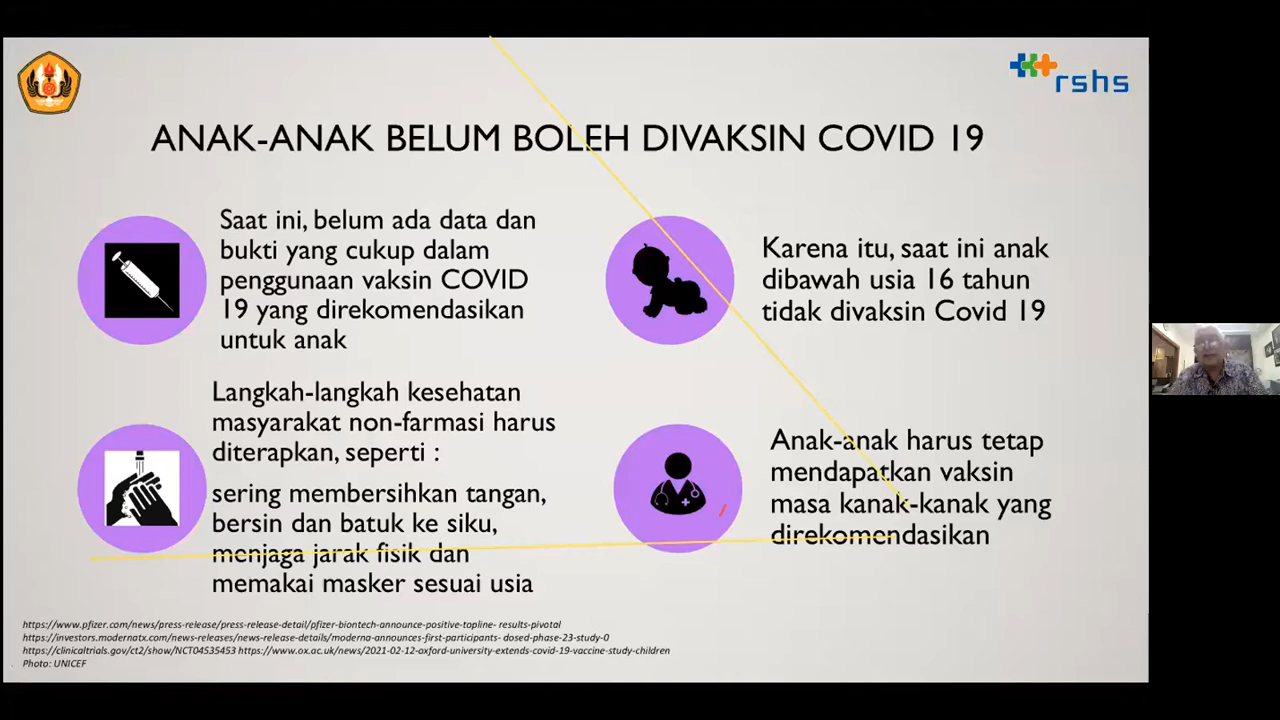 rshs
ANAK-ANAK BELUM BOLEH DIVAKSIN COVID 19
Saat ini, belum ada data dan
bukti yang cukup dalam
penggunaan vaksin COVID
19 yang direkomendasikan
untuk anak
Karena itu, saat ini anak
dibawah usia 16 tahun
tidak divaksin Covid 19
Langkah-langkah kesehatan
masyarakat non-farmasi harus
diterapkan, seperti :
sering membersihkan tangan,
bersin dan batuk ke siku,
menjaga jarak fisik dan
memakai masker sesuai usia
Anak-anak harus tetap
mendapatkan vaksin
masa kanak-kanak yang
direkomendasikan
https://www.pfizer.com/news/press-release/press-release-detail/pfizer-biontech-announce-positive-topline- results-pivotal
https://investors.modernatx.com/news-releases/news-release-details/moderna-announces-first-participants- dosed-phase-23-study-0
https://clinicaltrials.gov/ct2/show/NCT04535453 https://www.ox.ac.uk/news/2021-02-12-oxford-university-extends-covid-19-vaccine-study-children
Photo: UNICEF